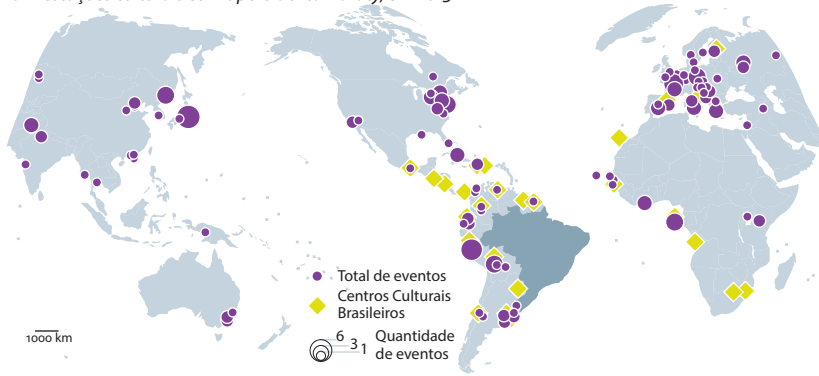 Total de eventos
Centros Culturais
Brasileiros
6
3
1
Quantidade
de eventos
1000 km